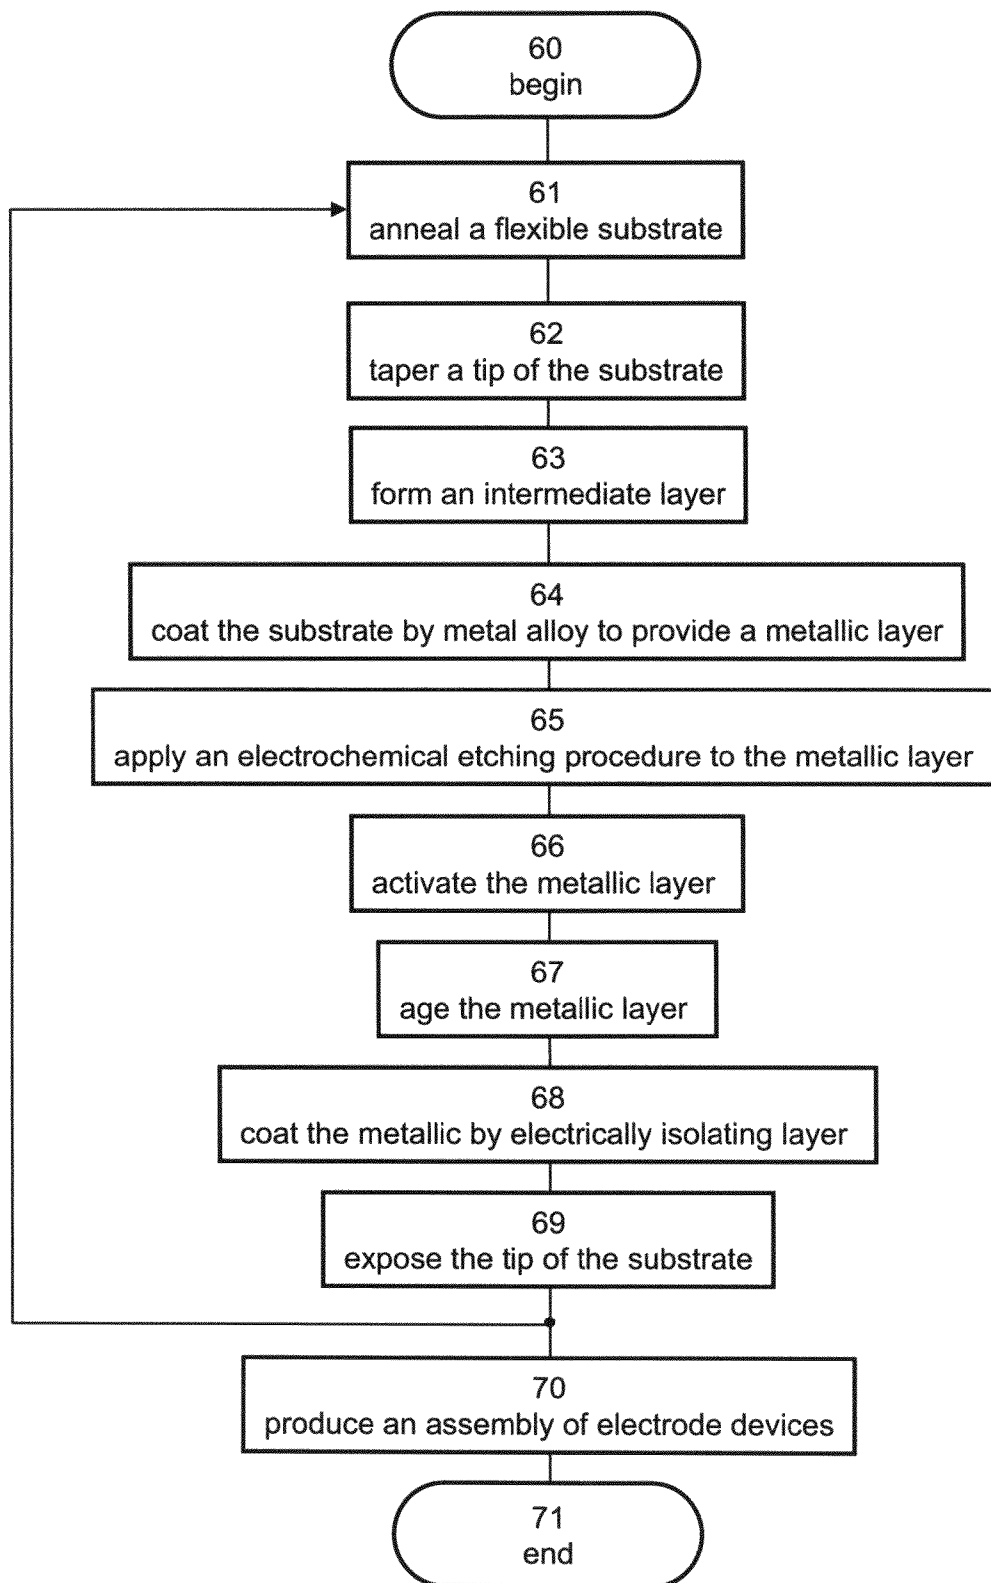 60
begin
61
anneal a flexible substrate
62
taper a tip of the substrate
63
form an intermediate layer
64
coat the substrate by metal alloy to provide a metallic layer
65
apply an electrochemical etching procedure to the metallic layer
66
activate the metallic layer
67
age the metallic layer
68
coat the metallic by electrically isolating layer
69
expose the tip of the substrate
70
produce an assembly of electrode devices
71
end